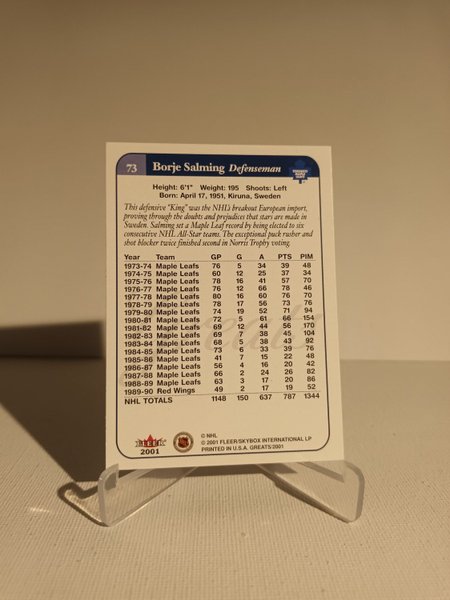 73 Borje Salming Defenseman
Height: 6'1" Weight: 195 Shoots: Left
Born: April 17, 1951, Kiruna, Sweden
This defensive "King" was the NHL's breakout European import,
proving through the doubts and prejudices that stars are made in
Sweden. Salming set a Maple Leaf record by being elected to six
consecutive NHL All-Star teams. The exceptional puck rusher and
shot blocker twice finished second in Norris Trophy voting.
Year Team GP G A PTS PIM
1973-74 Maple Leafs 76 5 34 39 48
1974-75 Maple Leafs 60 12 25 37 34
1975-76 Maple Leafs 78 16 41 57 70
1976-77 Maple Leafs 76 12 66 78 46
1977-78 Maple Leafs 80 16 60 76 70
1978-79 Maple Leafs 78 17 56 73 76
1979-80 Maple Leafs 74 19 52 71 94
1980-81 Maple Leafs 72 5 61 66 154
1981-82 Maple Leafs 69 12 44 56 170
1982-83 Maple Leafs 69 7 38 45 104
1983-84 Maple Leafs 68 5 38 43 92
1984-85 Maple Leafs 73 6 33 39 76
1985-86 Maple Leafs 41 7 15 22 48
1986-87 Maple Leafs 56 4 16 20 42
1987-88 Maple Leafs 66 2 24 26 82
1988-89 Maple Leafs 63 3 17 20 86
1989-90 Red Wings 49 2 17 19 52
NHL TOTALS 1148 150 637 787 1344
FLEER
2001
© NHL
© 2001 FLEER/SKYBOX INTERNATIONAL LP
PRINTED IN U.S.A. GREATS 2001